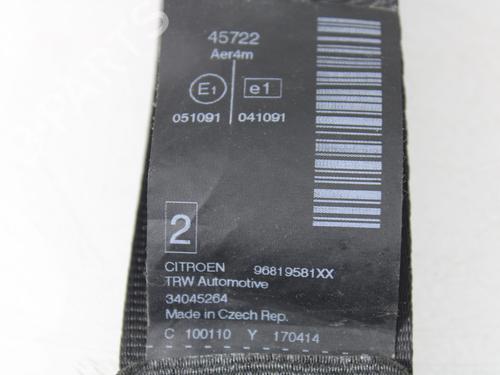 45722
Aer4m
E1 e1
051091 041091
2
CITROEN 96819581XX
TRW Automotive
34045264
Made in Czech Rep.
C 100110 Y 170414